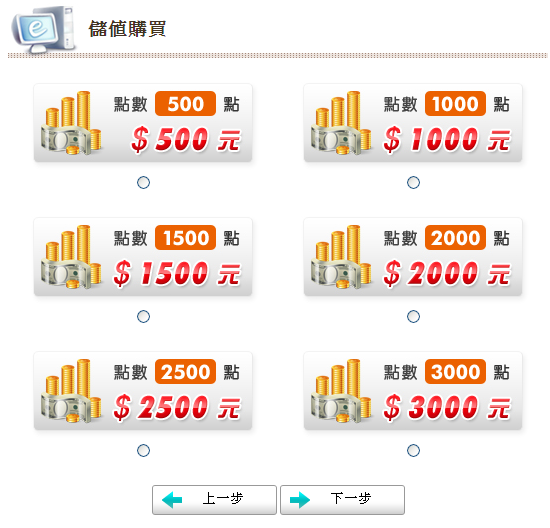 儲值購買
點數 500 點
$ 500 元
點數 1000 點
$ 1000 元
點數 1500 點
$ 1500 元
點數 2000 點
$ 2000 元
點數 2500 點
$ 2500 元
點數 3000 點
$ 3000 元
上一步
下一步